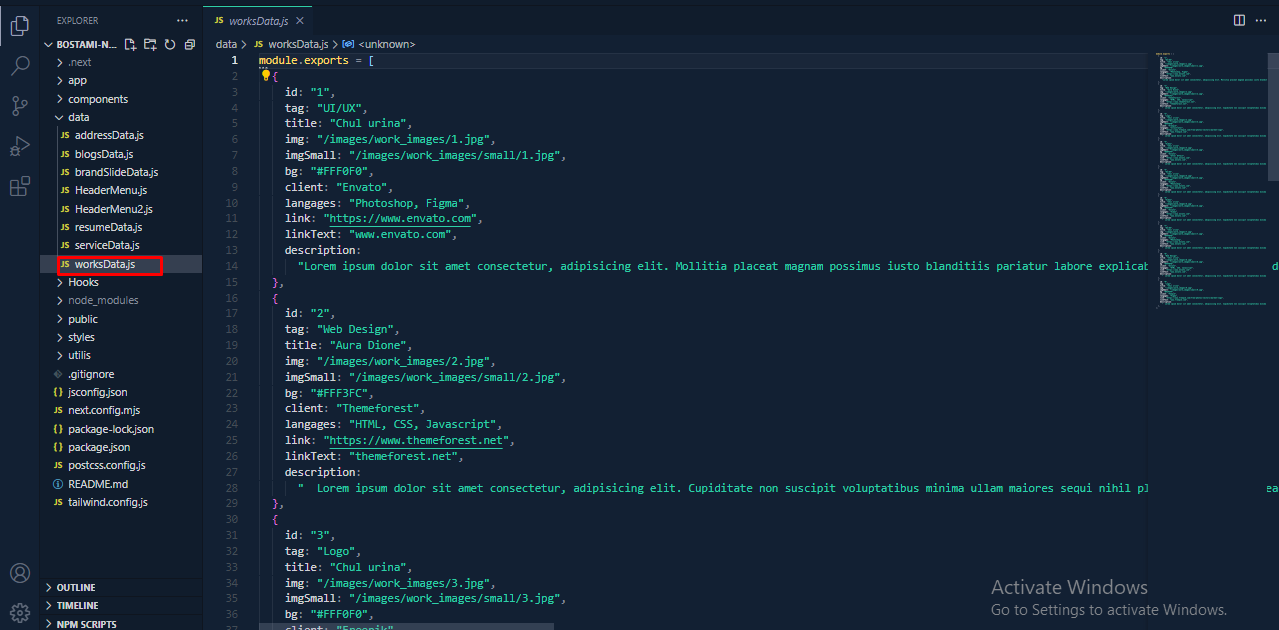 EXPLORER
BOSTAMI-N...
.next
app
components
data
JS addressData.js
JS blogsData.js
JS brandSlideData.js
JS HeaderMenu.js
JS HeaderMenu2.js
JS resumeData.js
JS serviceData.js
JS worksData.js
Hooks
node_modules
public
styles
utilis
.gitignore
{} jsconfig.json
JS next.config.mjs
{} package-lock.json
{} package.json
JS postcss.config.js
README.md
JS tailwind.config.js
OUTLINE
TIMELINE
NPM SCRIPTS
JS worksData.js
data > JS worksData.js > <unknown>
1 module.exports = [
2 {
3 id: "1",
4 tag: "UI/UX",
5 title: "Chul urina",
6 img: "/images/work_images/1.jpg",
7 imgSmall: "/images/work_images/small/1.jpg",
8 bg: "#FFF0F0",
9 client: "Envato",
10 langages: "Photoshop, Figma",
11 link: "https://www.envato.com",
12 linkText: "www.envato.com",
13 description:
14 "Lorem ipsum dolor sit amet consectetur, adipisicing elit. Mollitia placeat magnam possimus iusto blanditiis pariatur labore explicab
15 },
16 {
17 id: "2",
18 tag: "Web Design",
19 title: "Aura Dione",
20 img: "/images/work_images/2.jpg",
21 imgSmall: "/images/work_images/small/2.jpg",
22 bg: "#FFF3FC",
23 client: "Themeforest",
24 langages: "HTML, CSS, Javascript",
25 link: "https://www.themeforest.net",
26 linkText: "themeforest.net",
27 description:
28 " Lorem ipsum dolor sit amet consectetur, adipisicing elit. Cupiditate non suscipit voluptatibus minima ullam maiores sequi nihil pl
29 },
30 {
31 id: "3",
32 tag: "Logo",
33 title: "Chul urina",
34 img: "/images/work_images/3.jpg",
35 imgSmall: "/images/work_images/small/3.jpg",
36 bg: "#FFF0F0",
37 client: "Freepik",
Activate Windows
Go to Settings to activate Windows.